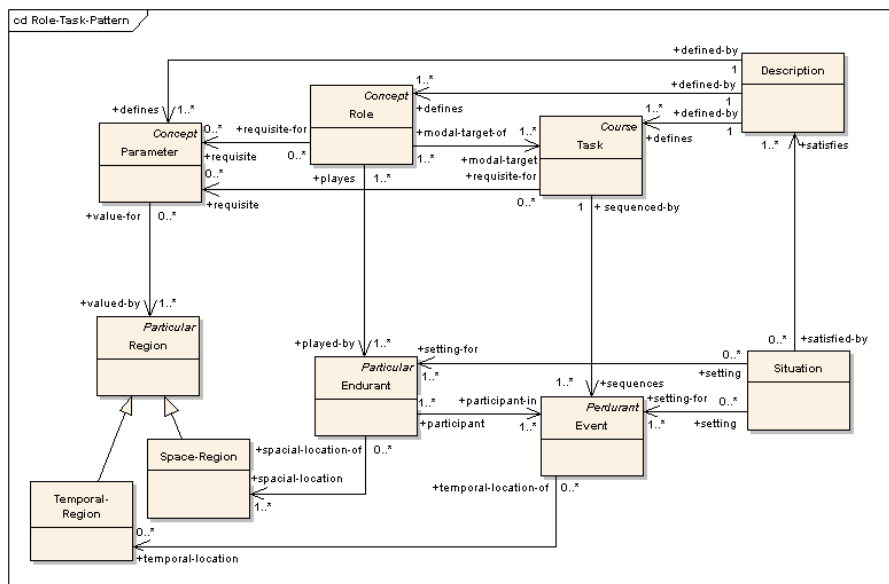 cd Role-Task-Pattern
+defined-by
1
Description
1..*
+defined-by
1
Concept
Role
+defines
+defines
1..*
1..*
+defined-by
1
+defines
Concept
Parameter
0..*
+requisite-for
+requisite
0..*
+modal-target-of
1..*
1..*
+modal-target
Course
Task
1..*
+satisfies
0..*
+requisite-for
+playes
1..*
+requisite
0..*
+value-for
0..*
1
+ sequenced-by
+valued-by
1..*
Particular
Region
+played-by
1..*
+setting-for
0..*
0..*
+satisfied-by
Particular
Endurant
1..*
+setting
Situation
1..*
+sequences
1..*
+participant-in
+setting-for
0..*
+participant
1..*
Perdurant
Event
1..*
+setting
Space-Region
+spacial-location-of
0..*
+spacial-location
1..*
+temporal-location-of
0..*
Temporal-
Region
0..*
+temporal-location